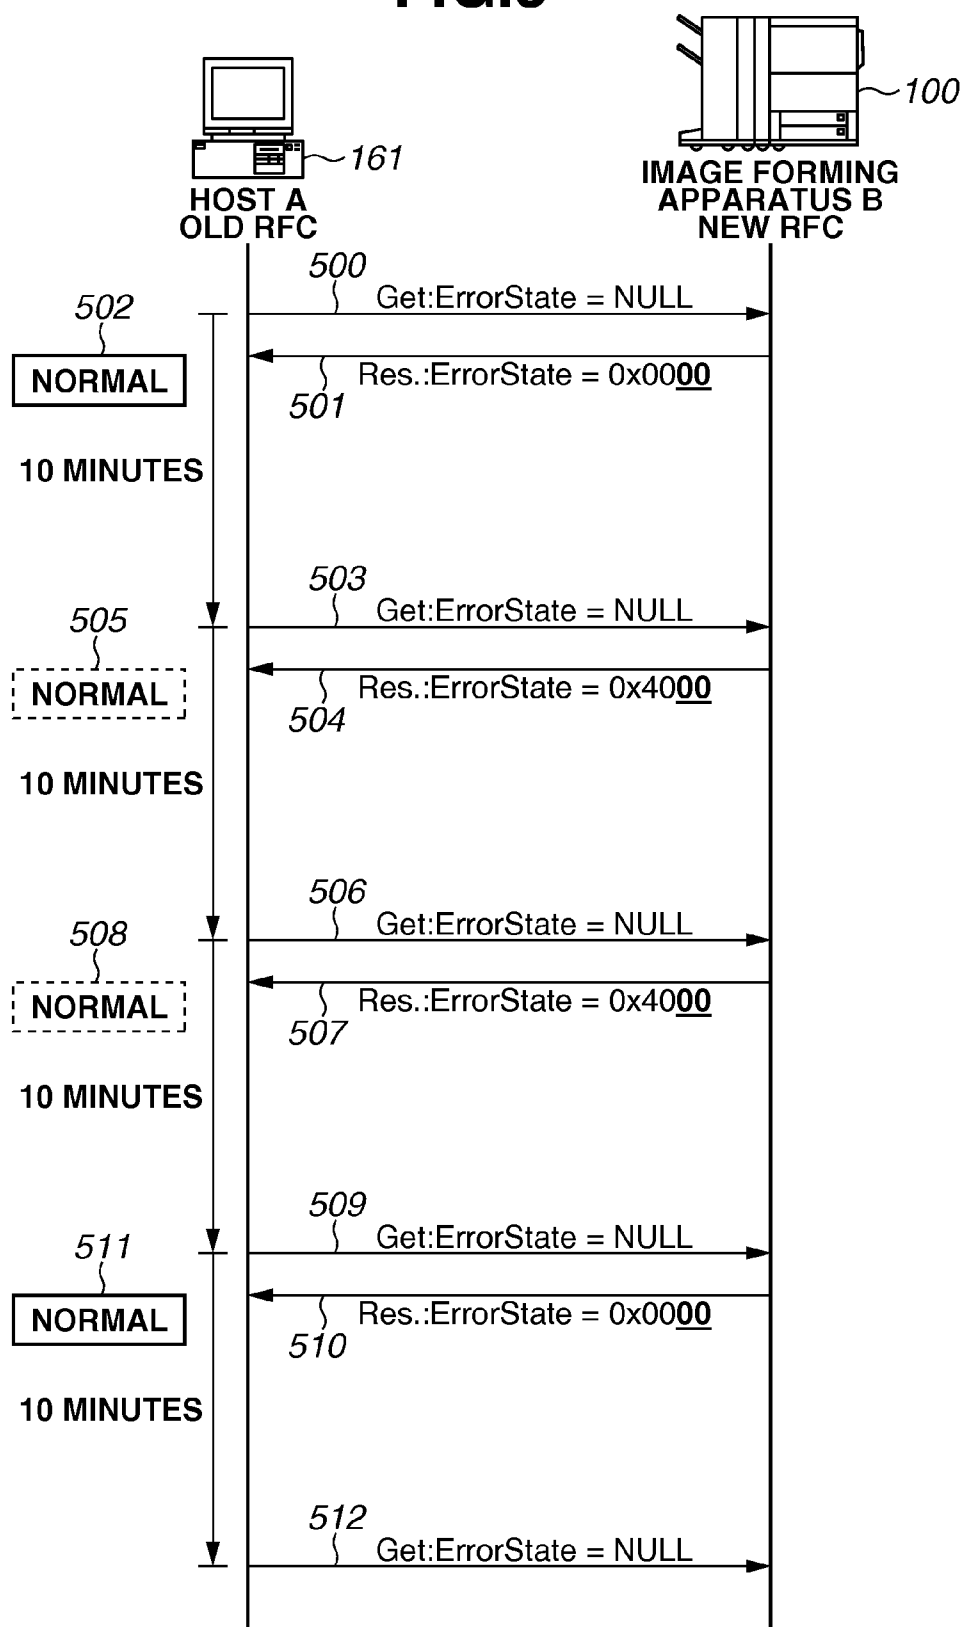 100
161
IMAGE FORMING
APPARATUS B
NEW RFC
HOST A
OLD RFC
500
Get:ErrorState = NULL
502
NORMAL
Res.:ErrorState = 0x0000
501
10 MINUTES
503
Get:ErrorState = NULL
505
NORMAL
Res.:ErrorState = 0x4000
504
10 MINUTES
506
Get:ErrorState = NULL
508
NORMAL
Res.:ErrorState = 0x4000
507
10 MINUTES
509
Get:ErrorState = NULL
511
NORMAL
Res.:ErrorState = 0x0000
510
10 MINUTES
512
Get:ErrorState = NULL